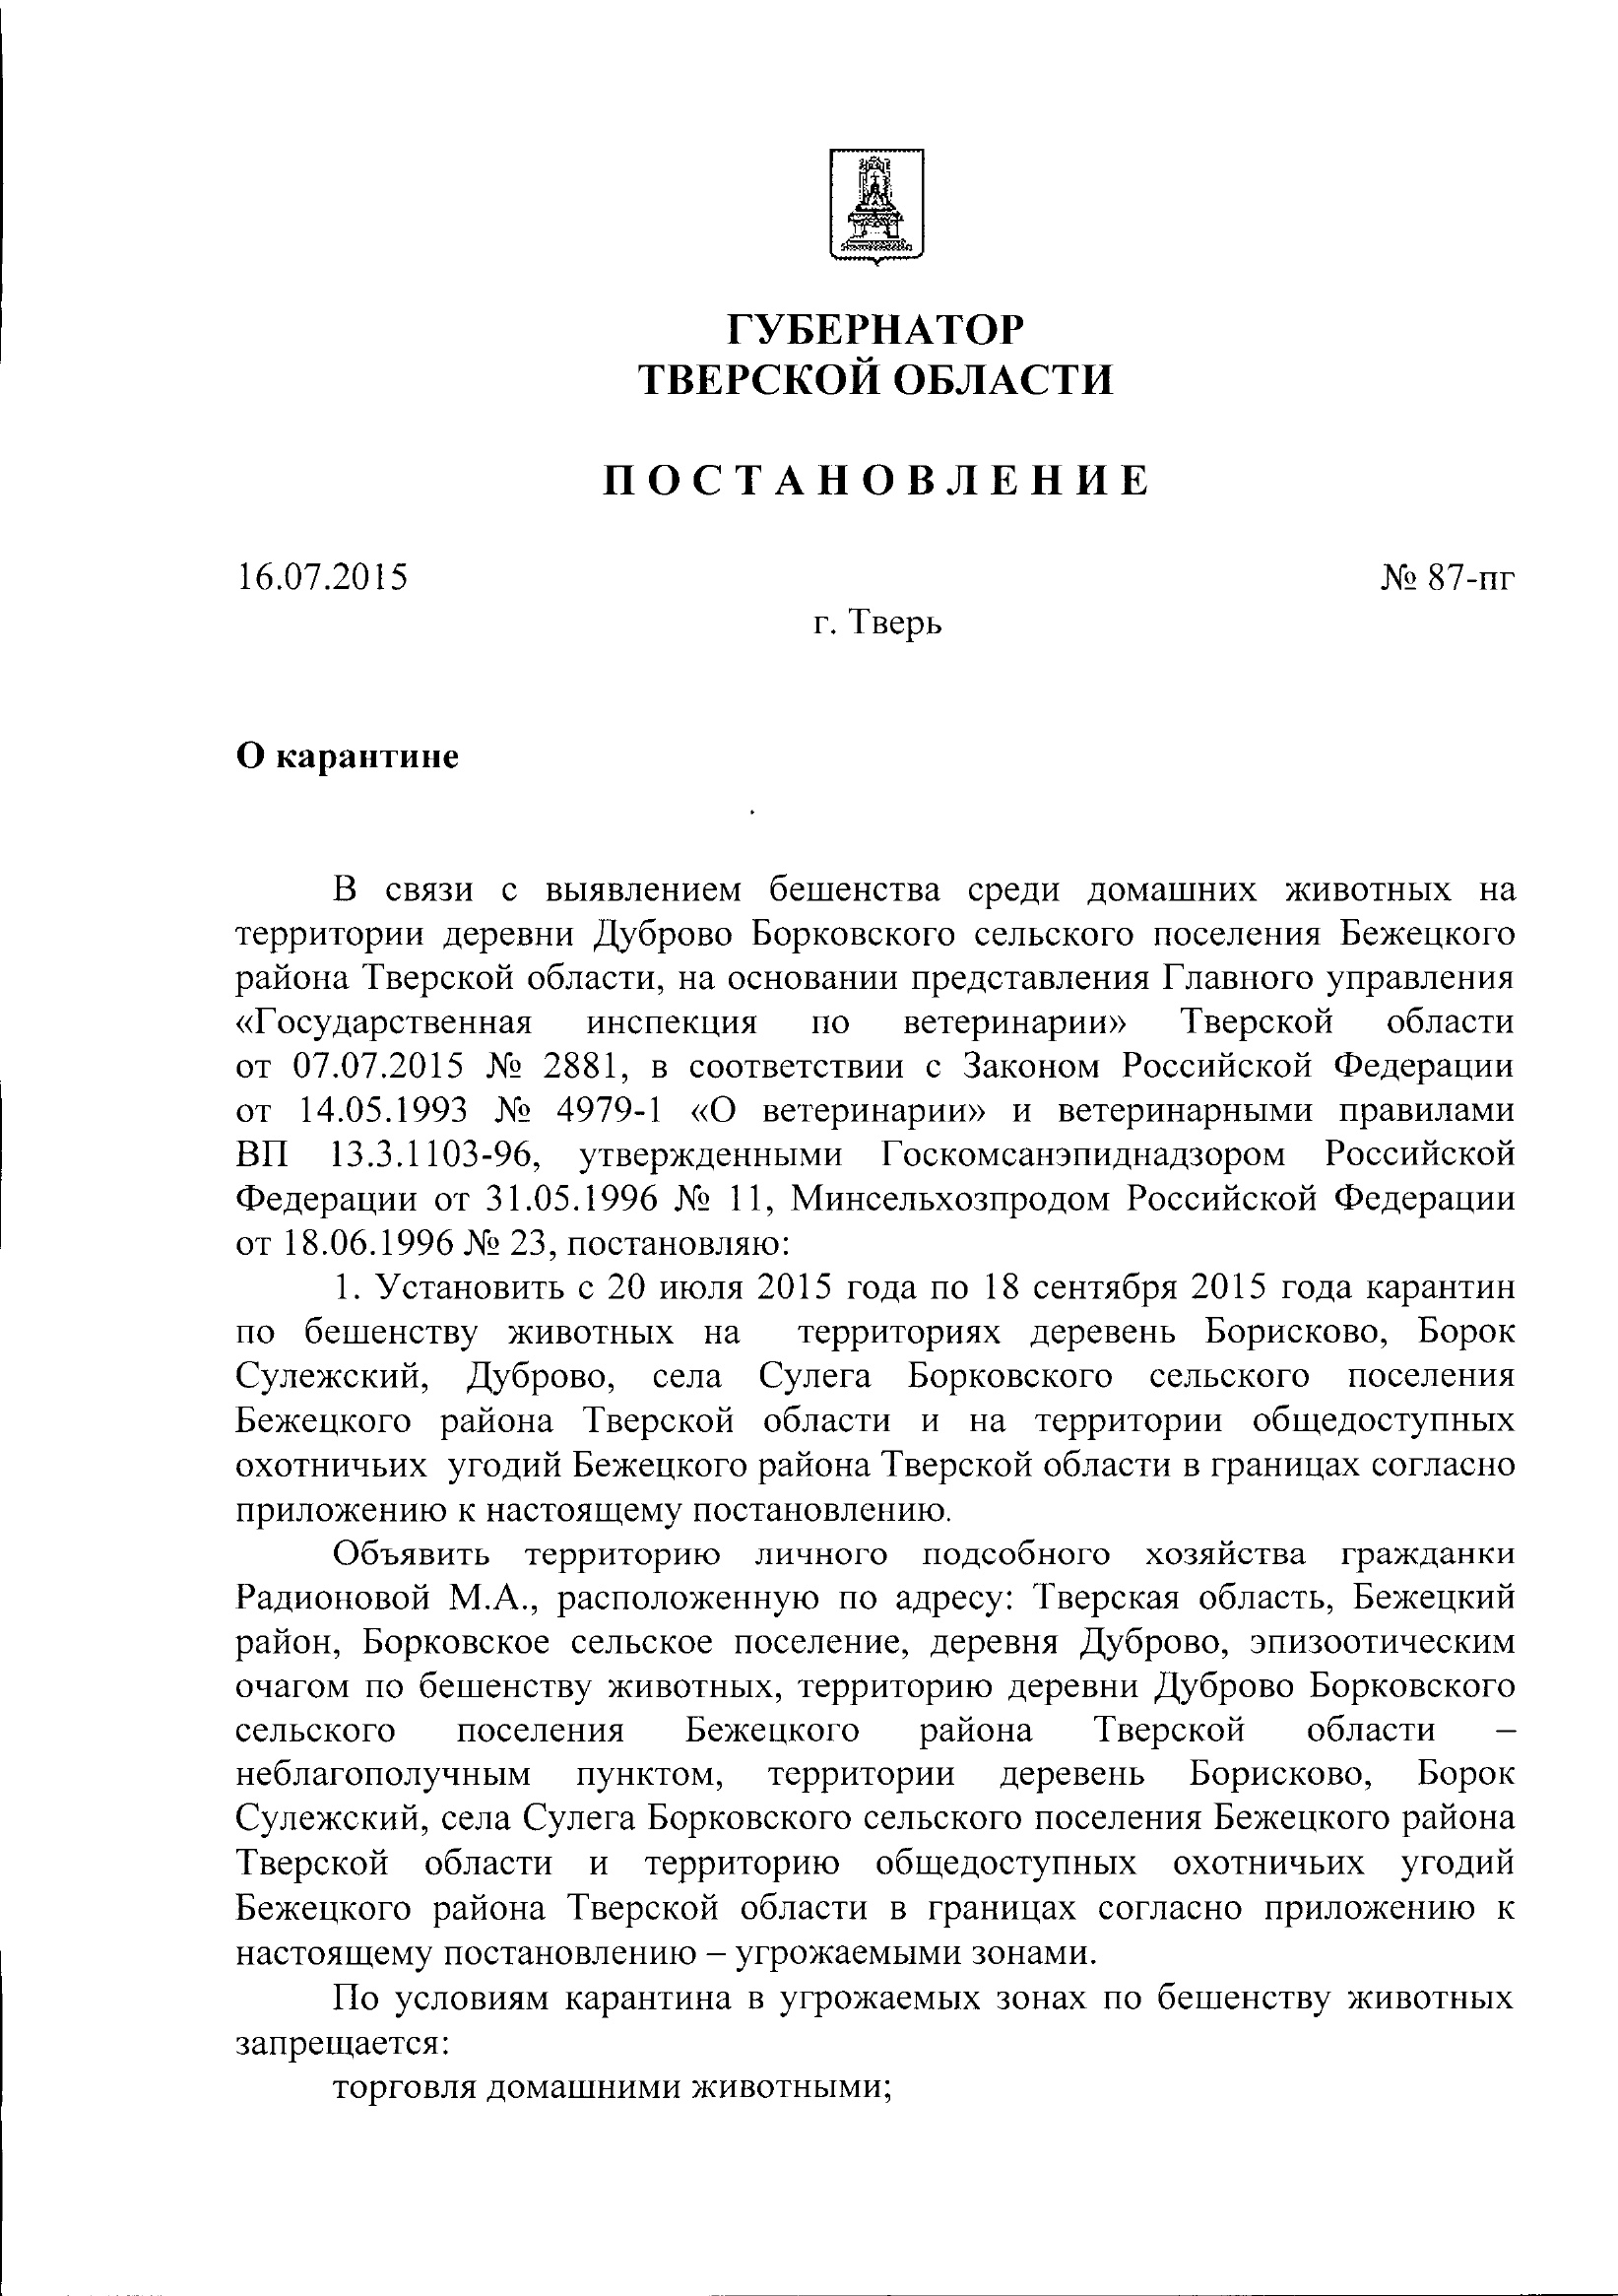 ГУБЕРНАТОР
ТВЕРСКОЙ ОБЛАСТИ
ПОСТАНОВЛЕНИЕ
16.07.2015 № 87-пг
г. Тверь
О карантине
В связи с выявлением бешенства среди домашних животных на
территории деревни Дуброво Борковского сельского поселения Бежецкого
района Тверской области, на основании представления Главного управления
«Государственная инспекция по ветеринарии» Тверской области
от 07.07.2015 № 2881, в соответствии с Законом Российской Федерации
от 14.05.1993 № 4979-1 «О ветеринарии» и ветеринарными правилами
ВП 13.3.1103-96, утвержденными Госкомсанэпиднадзором Российской
Федерации от 31.05.1996 № 11, Минсельхозпродом Российской Федерации
от 18.06.1996 № 23, постановляю:
1. Установить с 20 июля 2015 года по 18 сентября 2015 года карантин
по бешенству животных на территориях деревень Борисково, Борок
Сулежский, Дуброво, села Сулега Борковского сельского поселения
Бежецкого района Тверской области и на территории общедоступных
охотничьих угодий Бежецкого района Тверской области в границах согласно
приложению к настоящему постановлению.
Объявить территорию личного подсобного хозяйства гражданки
Радионовой М.А., расположенную по адресу: Тверская область, Бежецкий
район, Борковское сельское поселение, деревня Дуброво, эпизоотическим
очагом по бешенству животных, территорию деревни Дуброво Борковского
сельского поселения Бежецкого района Тверской области –
неблагополучным пунктом, территории деревень Борисково, Борок
Сулежский, села Сулега Борковского сельского поселения Бежецкого района
Тверской области и территорию общедоступных охотничьих угодий
Бежецкого района Тверской области в границах согласно приложению к
настоящему постановлению – угрожаемыми зонами.
По условиям карантина в угрожаемых зонах по бешенству животных
запрещается:
торговля домашними животными;